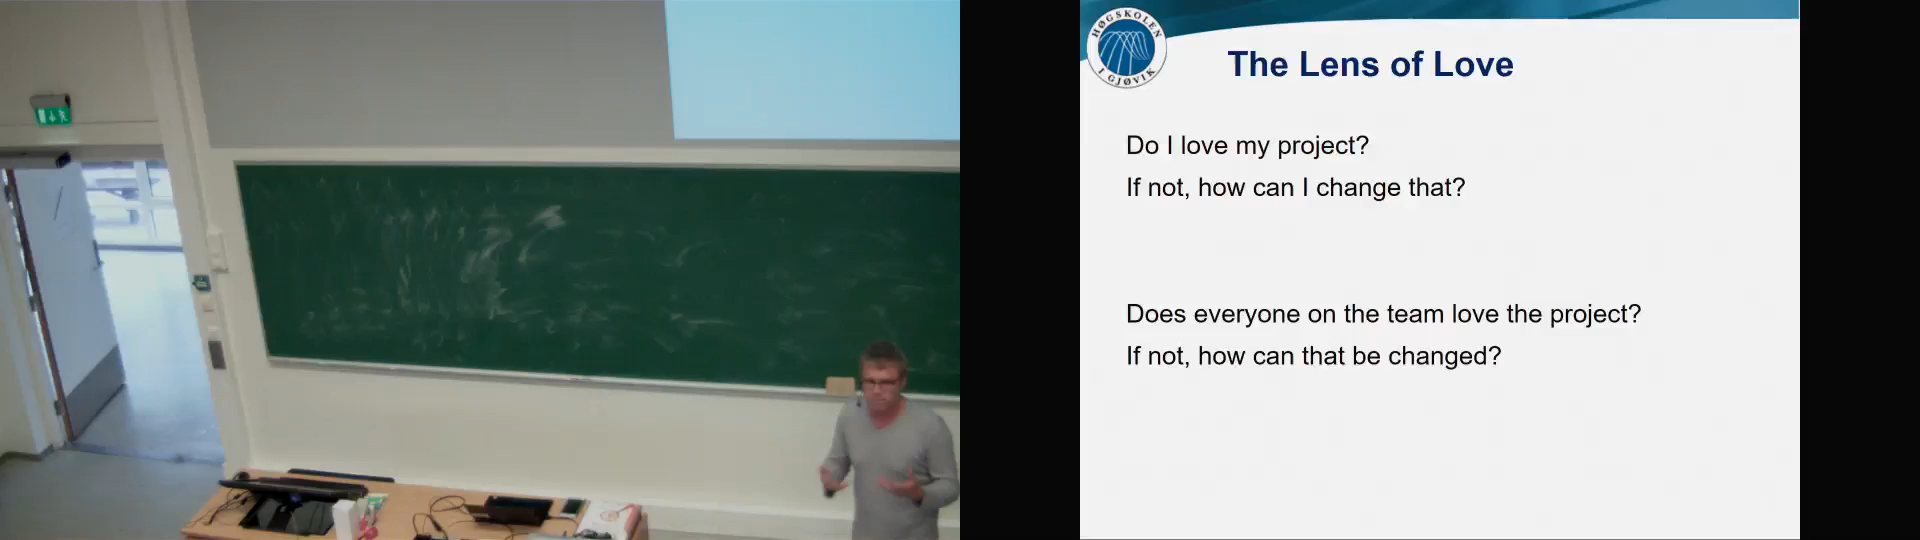 HØGSKOLEN
I GJØVIK
The Lens of Love
Do I love my project?
If not, how can I change that?
Does everyone on the team love the project?
If not, how can that be changed?